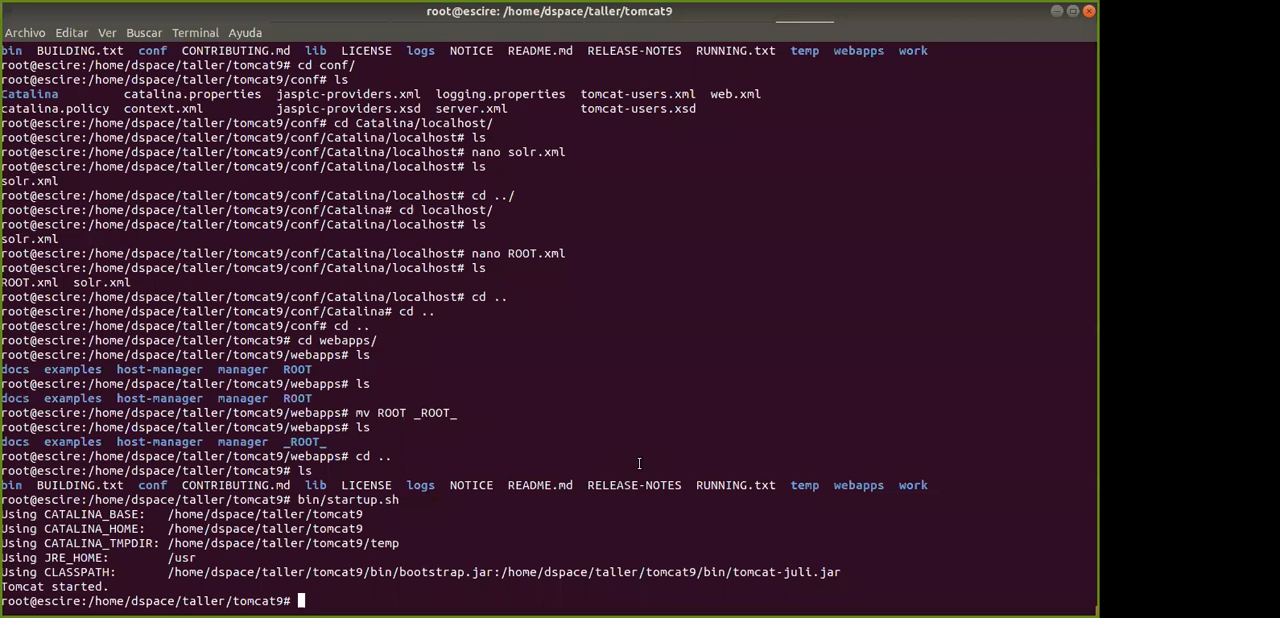 root@escire: /home/dspace/taller/tomcat9
Archivo Editar Ver Buscar Terminal Ayuda
bin BUILDING.txt conf CONTRIBUTING.md lib LICENSE logs NOTICE README.md RELEASE-NOTES RUNNING.txt temp webapps work
root@escire:/home/dspace/taller/tomcat9# cd conf/
root@escire:/home/dspace/taller/tomcat9/conf# ls
Catalina catalina.properties jaspic-providers.xml logging.properties tomcat-users.xml web.xml
catalina.policy context.xml jaspic-providers.xsd server.xml tomcat-users.xsd
root@escire:/home/dspace/taller/tomcat9/conf# cd Catalina/localhost/
root@escire:/home/dspace/taller/tomcat9/conf/Catalina/localhost# ls
root@escire:/home/dspace/taller/tomcat9/conf/Catalina/localhost# nano solr.xml
root@escire:/home/dspace/taller/tomcat9/conf/Catalina/localhost# ls
solr.xml
root@escire:/home/dspace/taller/tomcat9/conf/Catalina/localhost# cd ../
root@escire:/home/dspace/taller/tomcat9/conf/Catalina# cd localhost/
root@escire:/home/dspace/taller/tomcat9/conf/Catalina/localhost# ls
solr.xml
root@escire:/home/dspace/taller/tomcat9/conf/Catalina/localhost# nano ROOT.xml
root@escire:/home/dspace/taller/tomcat9/conf/Catalina/localhost# ls
ROOT.xml solr.xml
root@escire:/home/dspace/taller/tomcat9/conf/Catalina/localhost# cd ..
root@escire:/home/dspace/taller/tomcat9/conf/Catalina# cd ..
root@escire:/home/dspace/taller/tomcat9/conf# cd ..
root@escire:/home/dspace/taller/tomcat9# cd webapps/
root@escire:/home/dspace/taller/tomcat9/webapps# ls
docs examples host-manager manager ROOT
root@escire:/home/dspace/taller/tomcat9/webapps# ls
docs examples host-manager manager ROOT
root@escire:/home/dspace/taller/tomcat9/webapps# mv ROOT _ROOT_
root@escire:/home/dspace/taller/tomcat9/webapps# ls
docs examples host-manager manager _ROOT_
root@escire:/home/dspace/taller/tomcat9/webapps# cd ..
root@escire:/home/dspace/taller/tomcat9# ls
bin BUILDING.txt conf CONTRIBUTING.md lib LICENSE logs NOTICE README.md RELEASE-NOTES RUNNING.txt temp webapps work
root@escire:/home/dspace/taller/tomcat9# bin/startup.sh
Using CATALINA_BASE: /home/dspace/taller/tomcat9
Using CATALINA_HOME: /home/dspace/taller/tomcat9
Using CATALINA_TMPDIR: /home/dspace/taller/tomcat9/temp
Using JRE_HOME: /usr
Using CLASSPATH: /home/dspace/taller/tomcat9/bin/bootstrap.jar:/home/dspace/taller/tomcat9/bin/tomcat-juli.jar
Tomcat started.
root@escire:/home/dspace/taller/tomcat9#